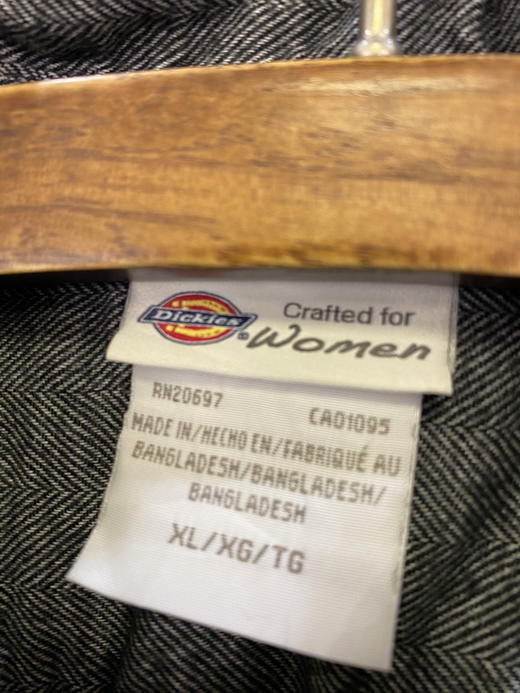 Dickies®
Crafted for
Women
RN20697 CA01095
MADE IN/HECHO EN/FABRIQUÉ AU
BANGLADESH/BANGLADESH/
BANGLADESH
XL/XG/TG